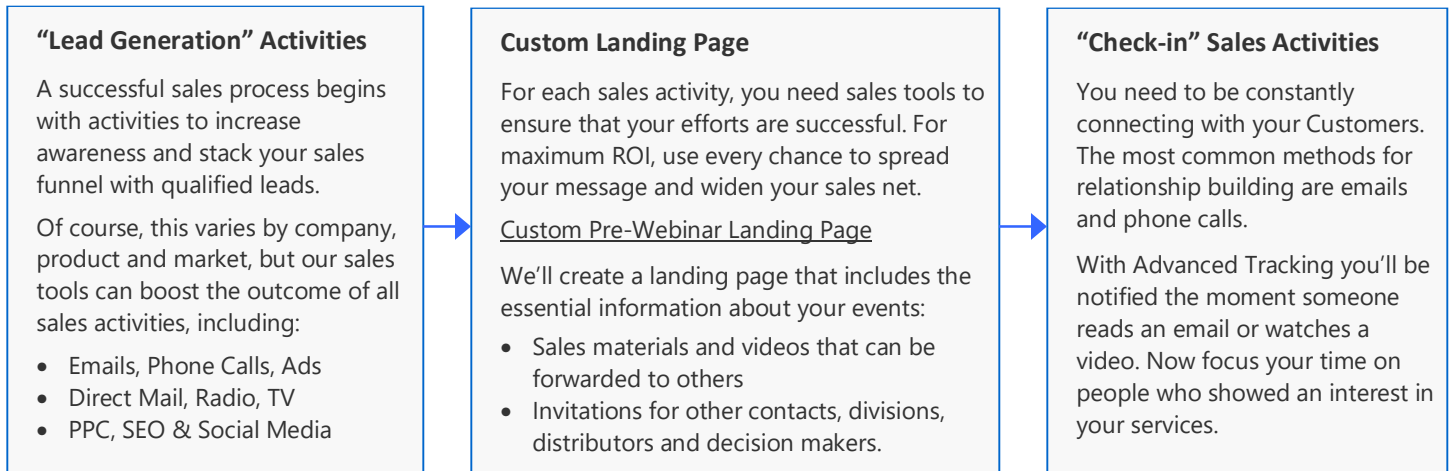 “Lead Generation” Activities
A successful sales process begins
with activities to increase
awareness and stack your sales
funnel with qualified leads.
Of course, this varies by company,
product and market, but our sales
tools can boost the outcome of all
sales activities, including:
• Emails, Phone Calls, Ads
• Direct Mail, Radio, TV
• PPC, SEO & Social Media
Custom Landing Page
For each sales activity, you need sales tools to
ensure that your efforts are successful. For
maximum ROI, use every chance to spread
your message and widen your sales net.
Custom Pre-Webinar Landing Page
We’ll create a landing page that includes the
essential information about your events:
• Sales materials and videos that can be
forwarded to others
• Invitations for other contacts, divisions,
distributors and decision makers.
“Check-in” Sales Activities
You need to be constantly
connecting with your Customers.
The most common methods for
relationship building are emails
and phone calls.
With Advanced Tracking you’ll be
notified the moment someone
reads an email or watches a
video. Now focus your time on
people who showed an interest in
your services.